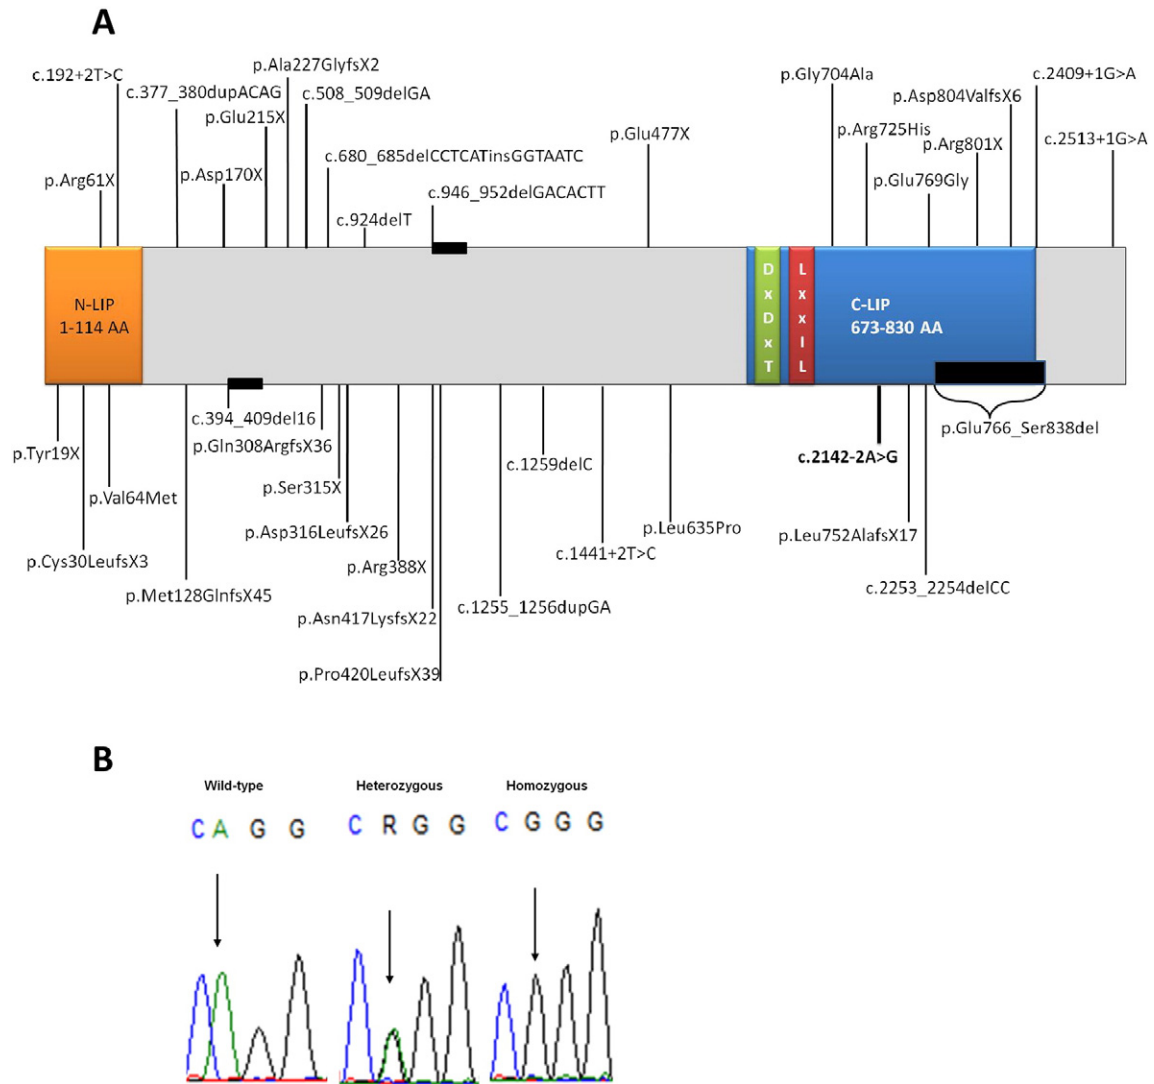 A
p.Ala227GlyfsX2
c.192+2T>C
p.Gly704Ala
c.2409+1G>A
c.377_380dupACAG
c.508_509delGA
p.Asp804ValfsX6
p.Glu215X
p.Glu477X
p.Arg725His
c.2513+1G>A
p.Arg801X
c.680_685delCCTCATinsGGTAATC
p.Arg61X
p.Asp170X
p.Glu769Gly
c.946_952delGACACTT
c.924delT
N-LIP
1-114 AA
D
x
D
x
T
L
x
x
I
L
C-LIP
673-830 AA
c.394_409del16
p.Gln308ArgfsX36
p.Glu766_Ser838del
p.Tyr19X
c.2142-2A>G
c.1259delC
p.Ser315X
p.Val64Met
p.Asp316LeufsX26
p.Leu635Pro
p.Leu752AlafsX17
c.1441+2T>C
p.Cys30LeufsX3
p.Arg388X
c.2253_2254delCC
p.Met128GlnfsX45
c.1255_1256dupGA
p.Asn417LysfsX22
p.Pro420LeufsX39
B
Wild-type
Heterozygous
Homozygous
C A G G
C R G G
C G G G